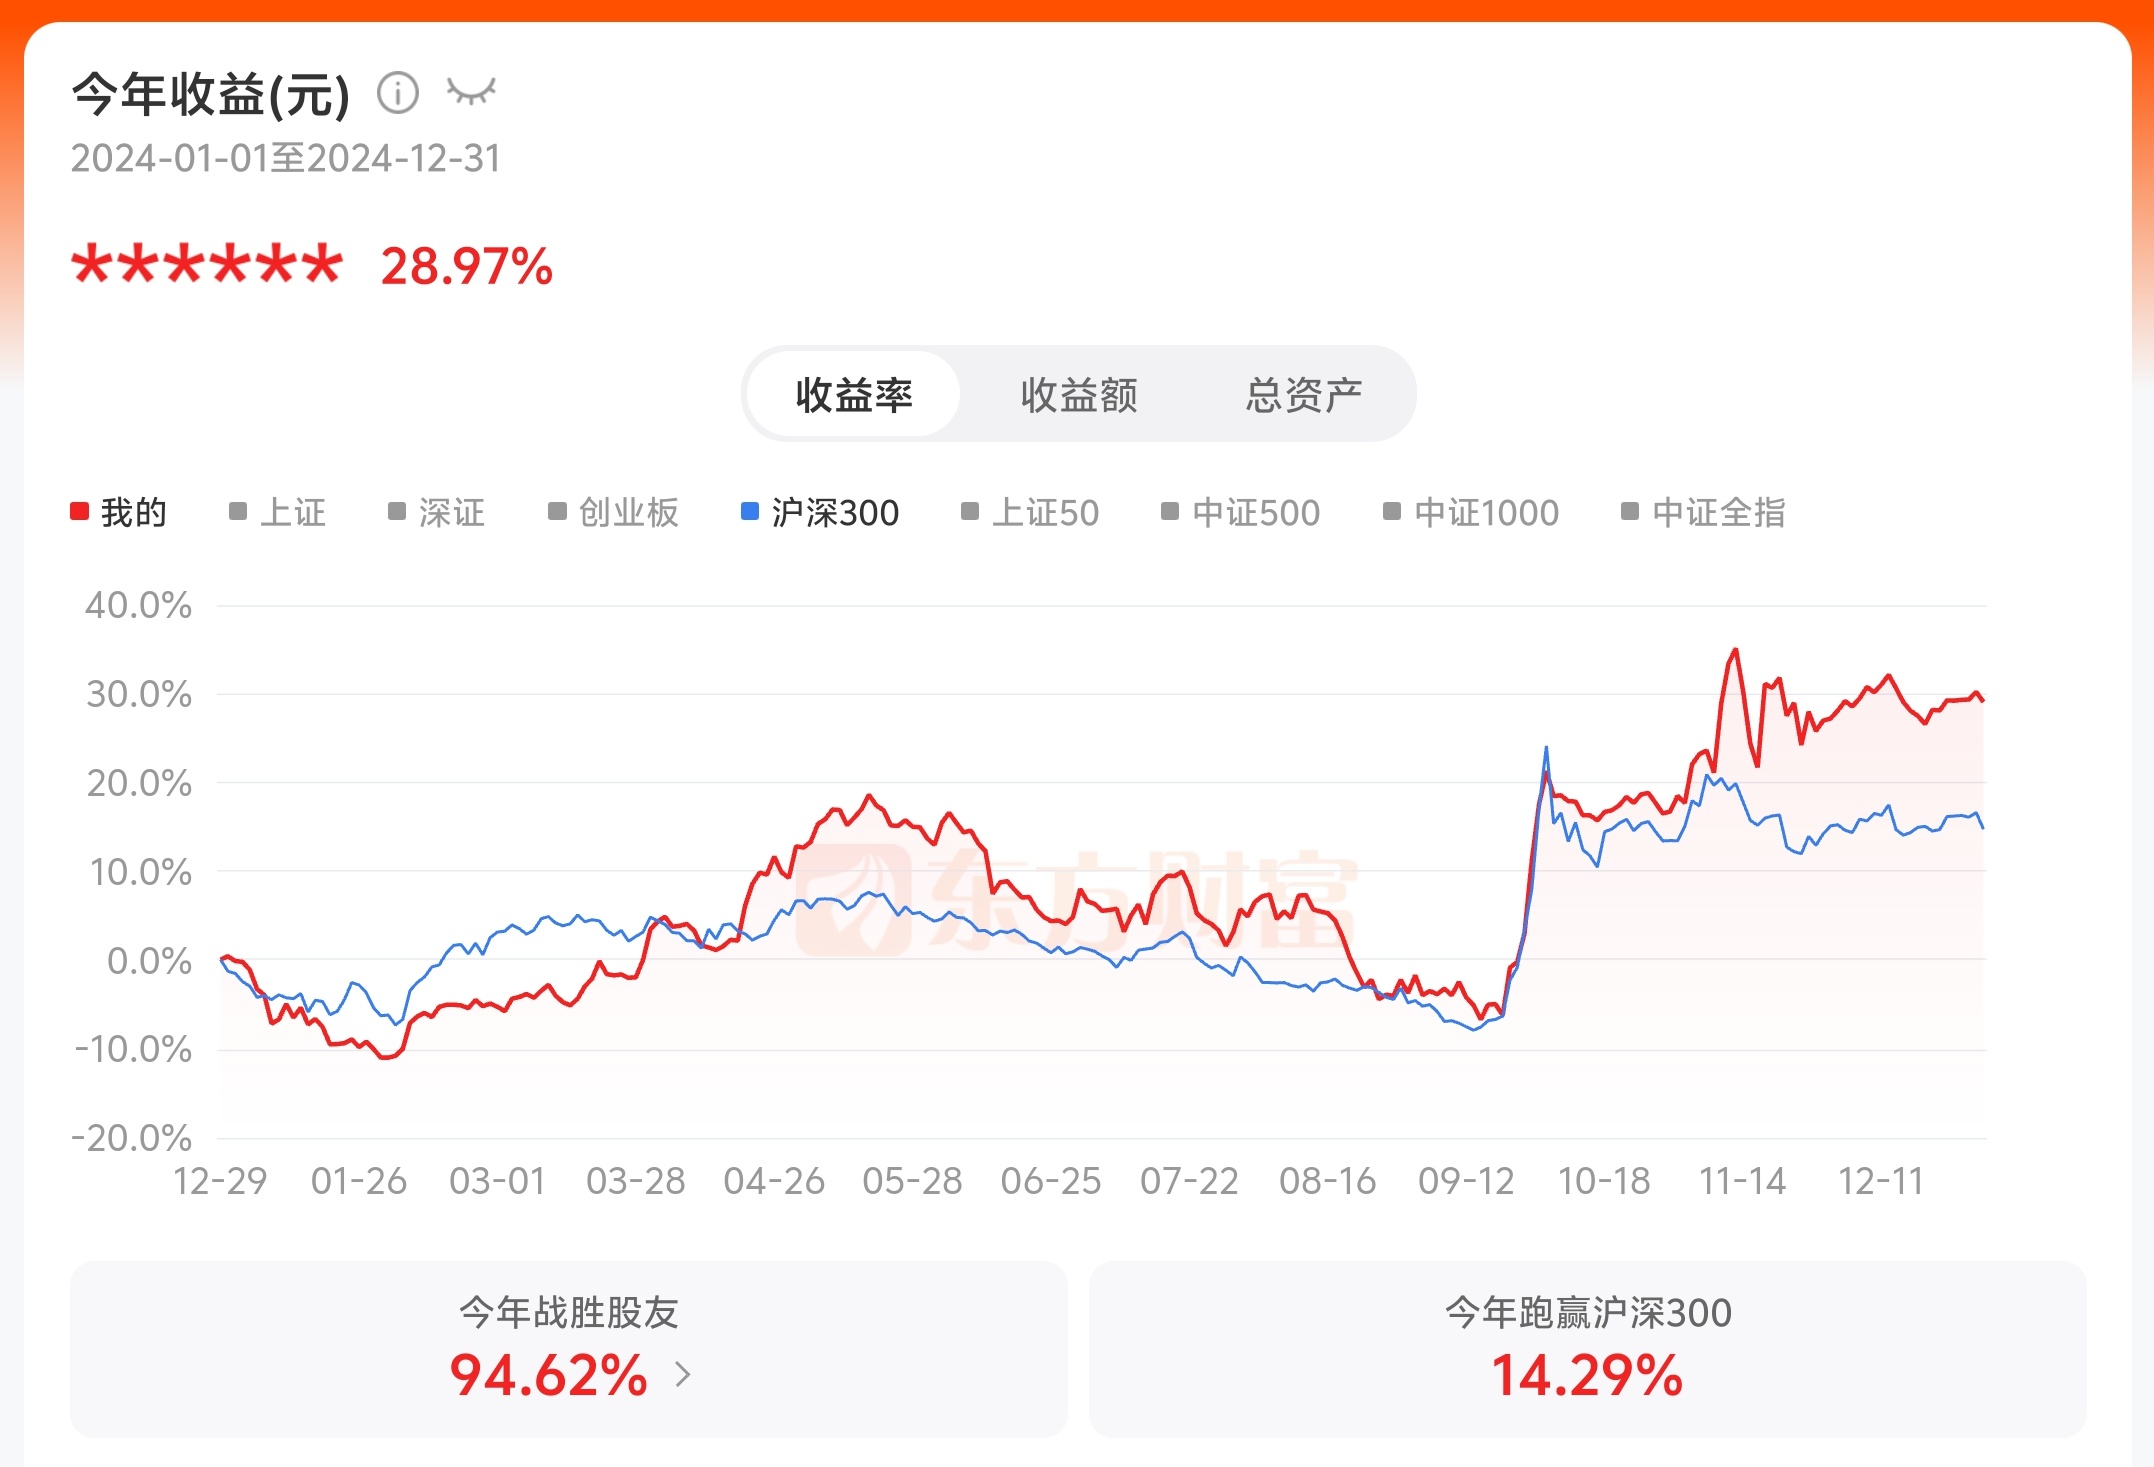 今年收益(元)
2024-01-01至2024-12-31
****** 28.97%
收益率 收益额 总资产
我的 上证 深证 创业板 沪深300 上证50 中证500 中证1000 中证全指
40.0%
30.0%
20.0%
10.0%
东方财富
0.0%
-10.0%
-20.0%
12-29 01-26 03-01 03-28 04-26 05-28 06-25 07-22 08-16 09-12 10-18 11-14 12-11
今年战胜股友
94.62%
今年跑赢沪深300
14.29%